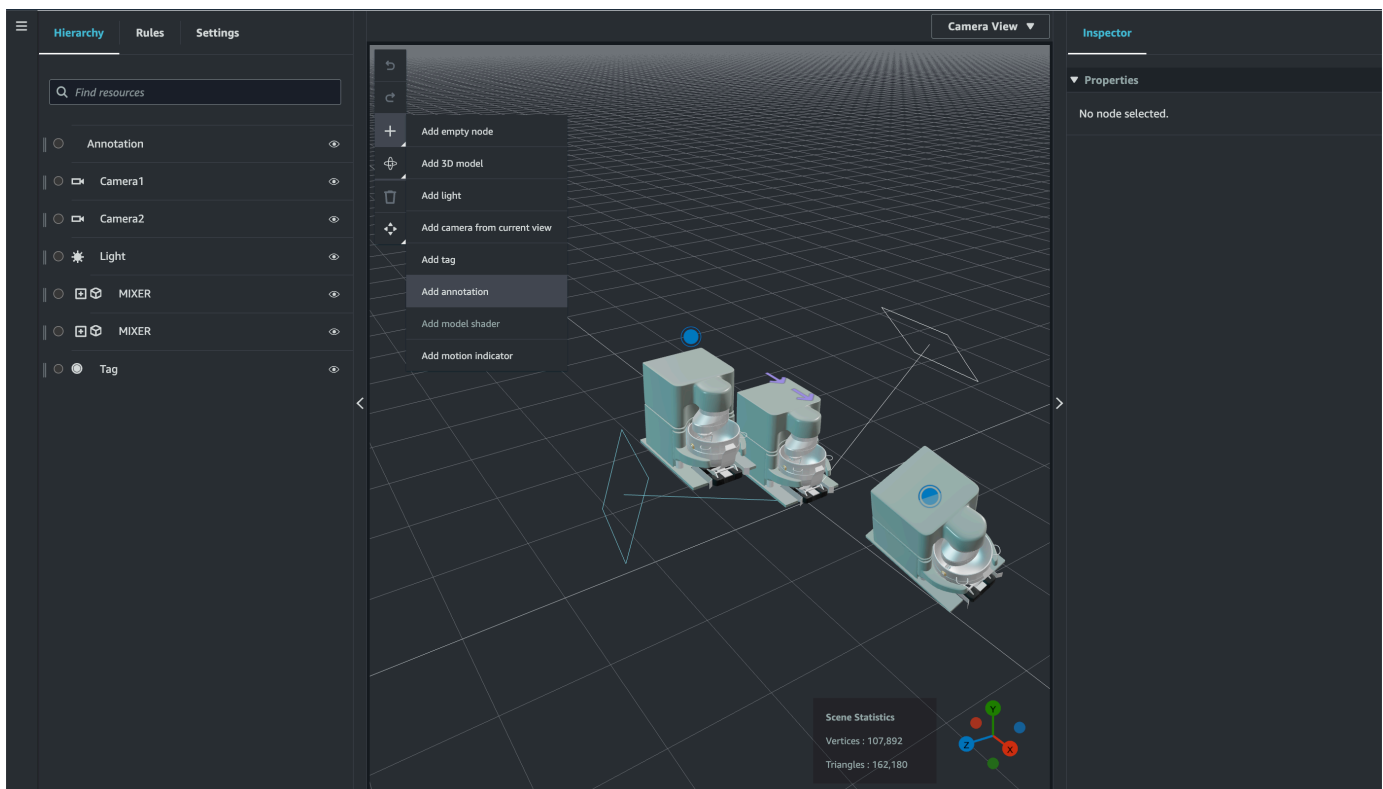 Hierarchy Rules Settings
Find resources
Annotation
Camera1
Camera2
Light
MIXER
MIXER
Tag
Camera View
Add empty node
Add 3D model
Add light
Add camera from current view
Add tag
Add annotation
Add model shader
Add motion indicator
Scene Statistics
Vertices : 107,892
Triangles : 162,180
Y
Z
X
Inspector
Properties
No node selected.